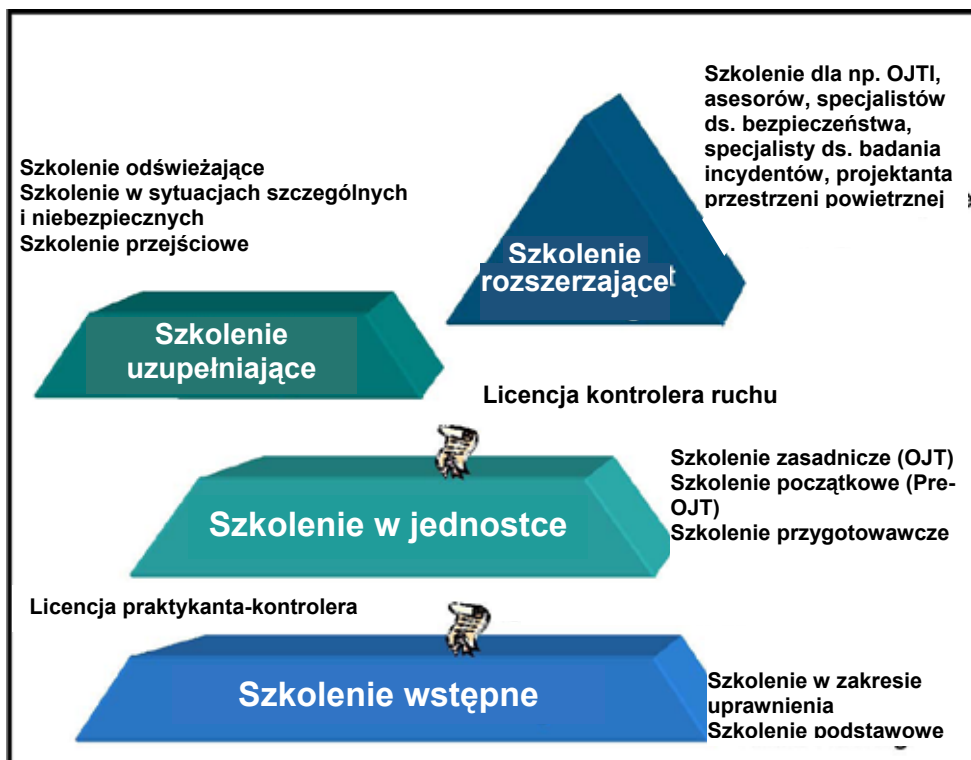 Szkolenie dla np. OJTI,
asesorów, specjalistów
ds. bezpieczeństwa,
specjalisty ds. badania
incydentów, projektanta
przestrzeni powietrznej
Szkolenie odświeżające
Szkolenie w sytuacjach szczególnych
i niebezpiecznych
Szkolenie przejściowe
Szkolenie
rozszerzające
Szkolenie
uzupełniające
Licencja kontrolera ruchu
Szkolenie w jednostce
Szkolenie zasadnicze (OJT)
Szkolenie początkowe (Pre-
OJT)
Szkolenie przygotowawcze
Licencja praktykanta-kontrolera
Szkolenie wstępne
Szkolenie w zakresie
uprawnienia
Szkolenie podstawowe